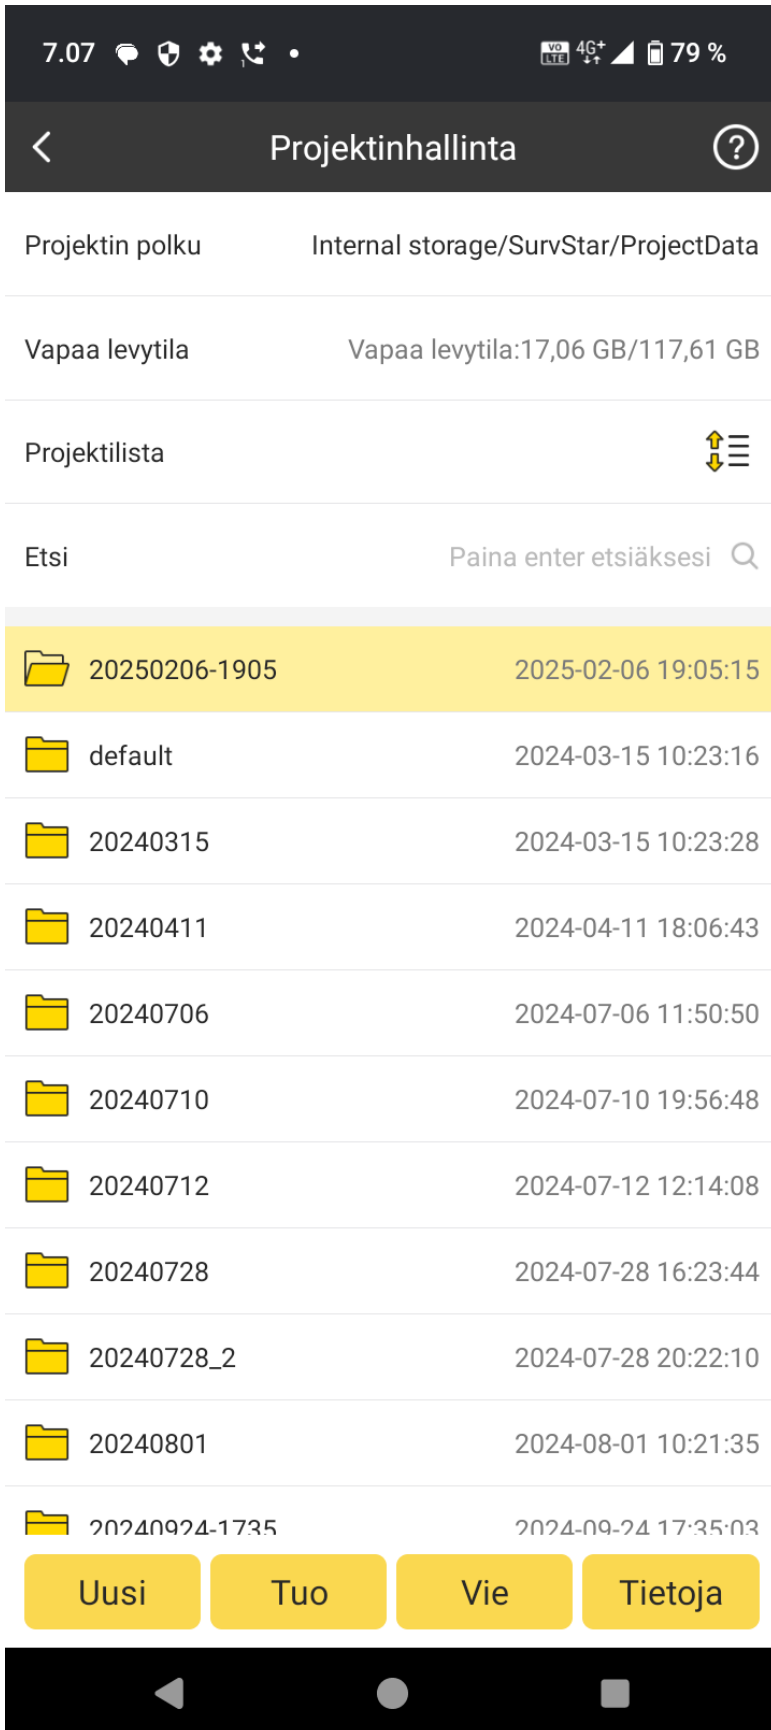 7.07 1 VO LTE 4G+ 79 %
Projektinhallinta ?
Projektin polku Internal storage/SurvStar/ProjectData
Vapaa levytila Vapaa levytila:17,06 GB/117,61 GB
Projektilista
Etsi Paina enter etsiäksesi
20250206-1905 2025-02-06 19:05:15
default 2024-03-15 10:23:16
20240315 2024-03-15 10:23:28
20240411 2024-04-11 18:06:43
20240706 2024-07-06 11:50:50
20240710 2024-07-10 19:56:48
20240712 2024-07-12 12:14:08
20240728 2024-07-28 16:23:44
20240728_2 2024-07-28 20:22:10
20240801 2024-08-01 10:21:35
20240924-1735 2024-09-24 17:35:03
Uusi Tuo Vie Tietoja